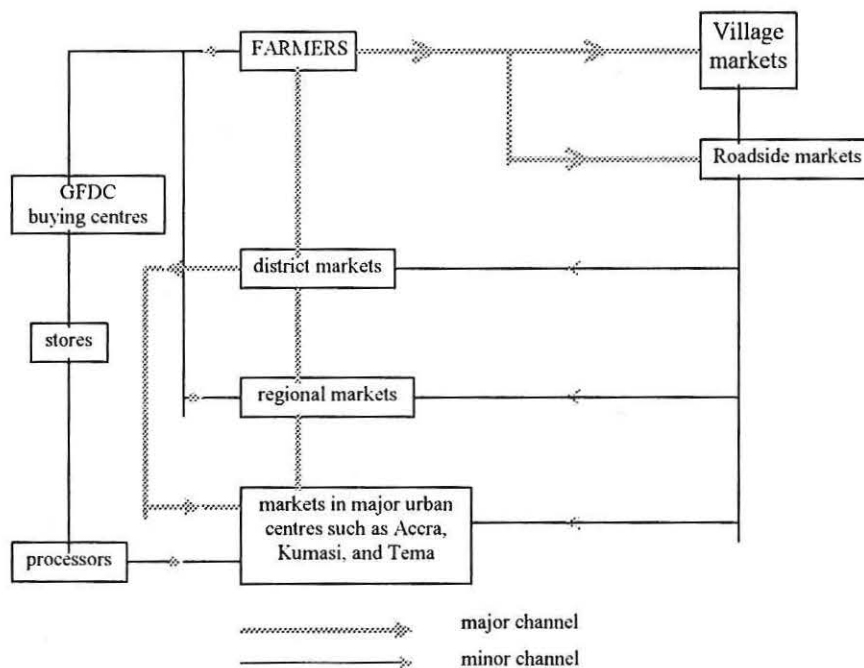 FARMERS
Village
markets
Roadside markets
GFDC
buying centres
district markets
stores
regional markets
markets in major urban
centres such as Accra,
Kumasi, and Tema
processors
major channel
minor channel